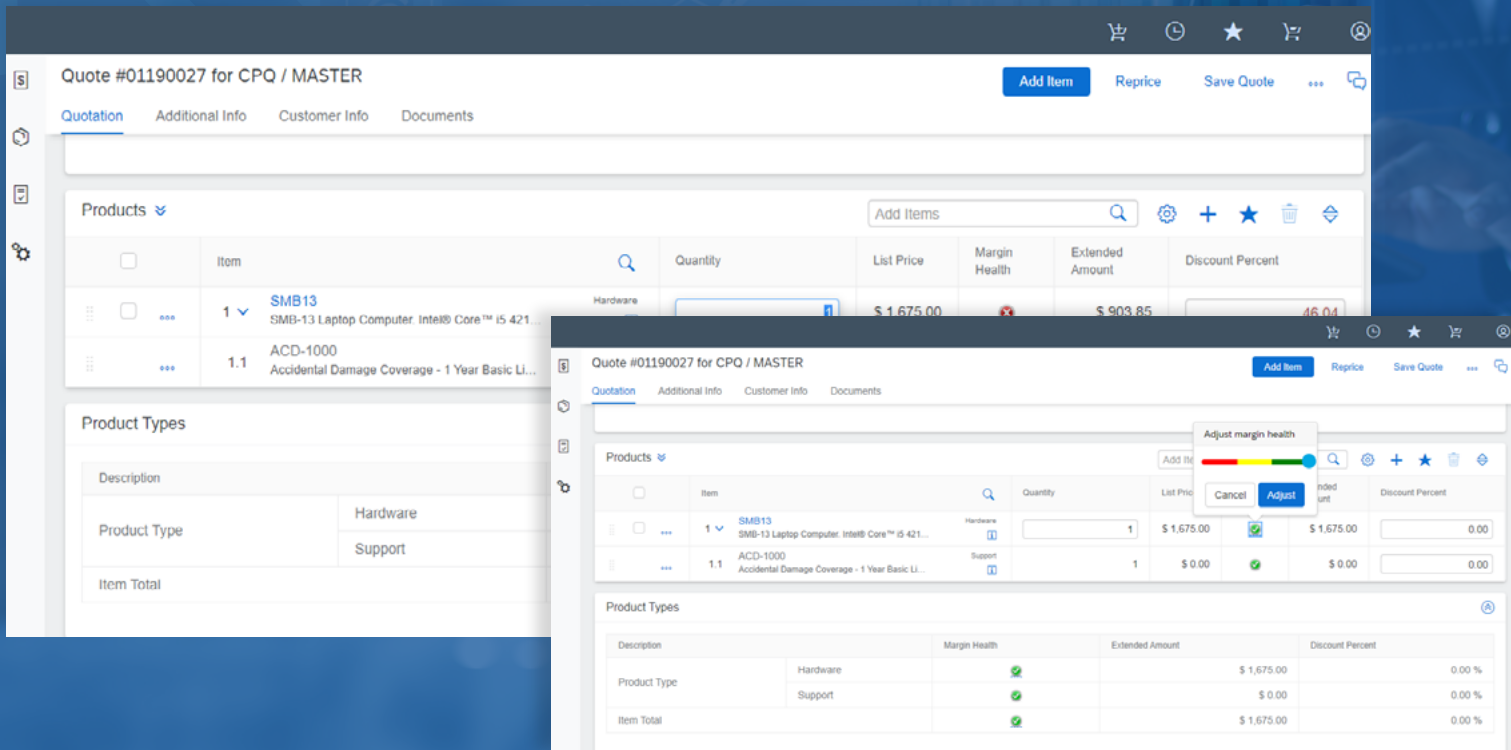 Quote #01190027 for CPQ / MASTER
Add Item
Reprice
Save Quote
Quotation
Additional Info
Customer Info
Documents
Products
Add Items
Item
Quantity
List Price
Margin Health
Extended Amount
Discount Percent
1
SMB13
SMB-13 Laptop Computer. Intel® Core™ i5 421...
Hardware
1
$ 1,675.00
$ 903.85
46.04
1.1
ACD-1000
Accidental Damage Coverage - 1 Year Basic Li...
Product Types
Description
Product Type
Hardware
Support
Item Total
Quote #01190027 for CPQ / MASTER
Add Item
Reprice
Save Quote
Quotation
Additional Info
Customer Info
Documents
Adjust margin health
Cancel
Adjust
Products
Add Ite
Item
Quantity
List Pric
nded
unt
Discount Percent
1
SMB13
SMB-13 Laptop Computer. Intel® Core™ i5 421...
Hardware
1
$ 1,675.00
$ 1,675.00
0.00
1.1
ACD-1000
Accidental Damage Coverage - 1 Year Basic Li...
Support
1
$ 0.00
$ 0.00
0.00
Product Types
Description
Margin Health
Extended Amount
Discount Percent
Product Type
Hardware
$ 1,675.00
0.00 %
Support
$ 0.00
0.00 %
Item Total
$ 1,675.00
0.00 %